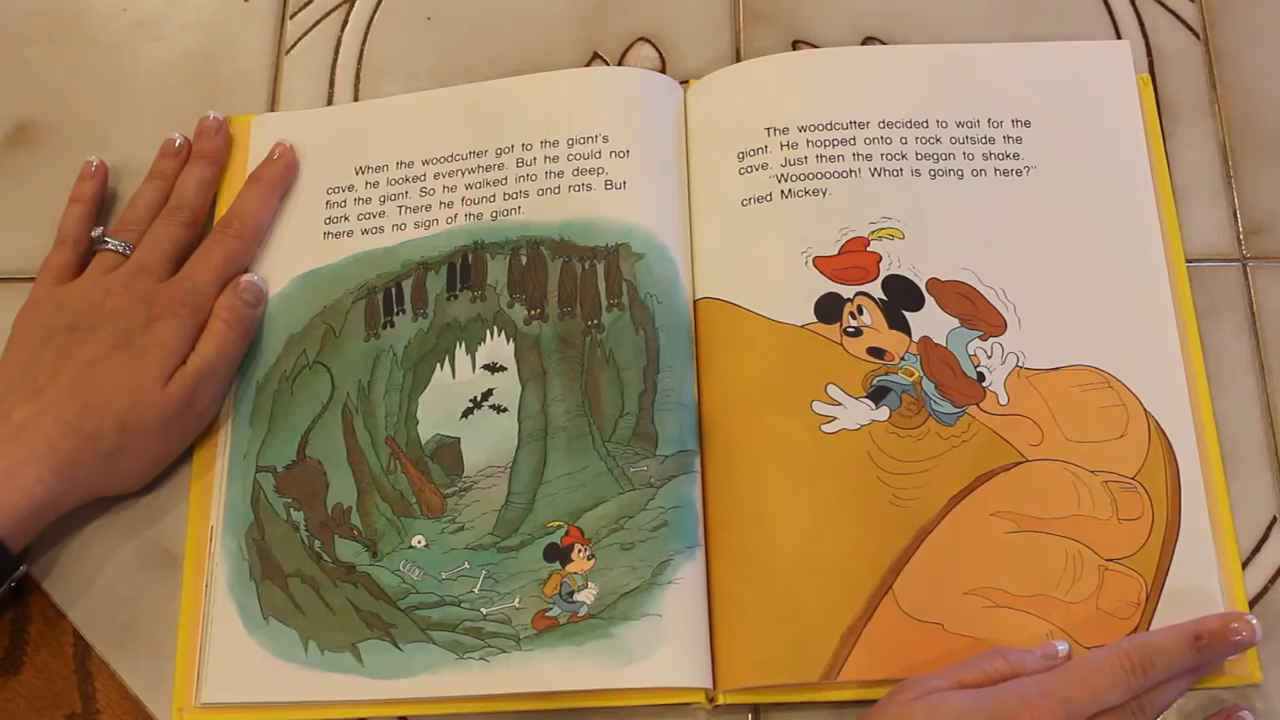 When the woodcutter got to the giant's
cave, he looked everywhere. But he could not
find the giant. So he walked into the deep,
dark cave. There he found bats and rats. But
there was no sign of the giant.
The woodcutter decided to wait for the
giant. He hopped onto a rock outside the
cave. Just then the rock began to shake.
"Woooooooh! What is going on here?"
cried Mickey.